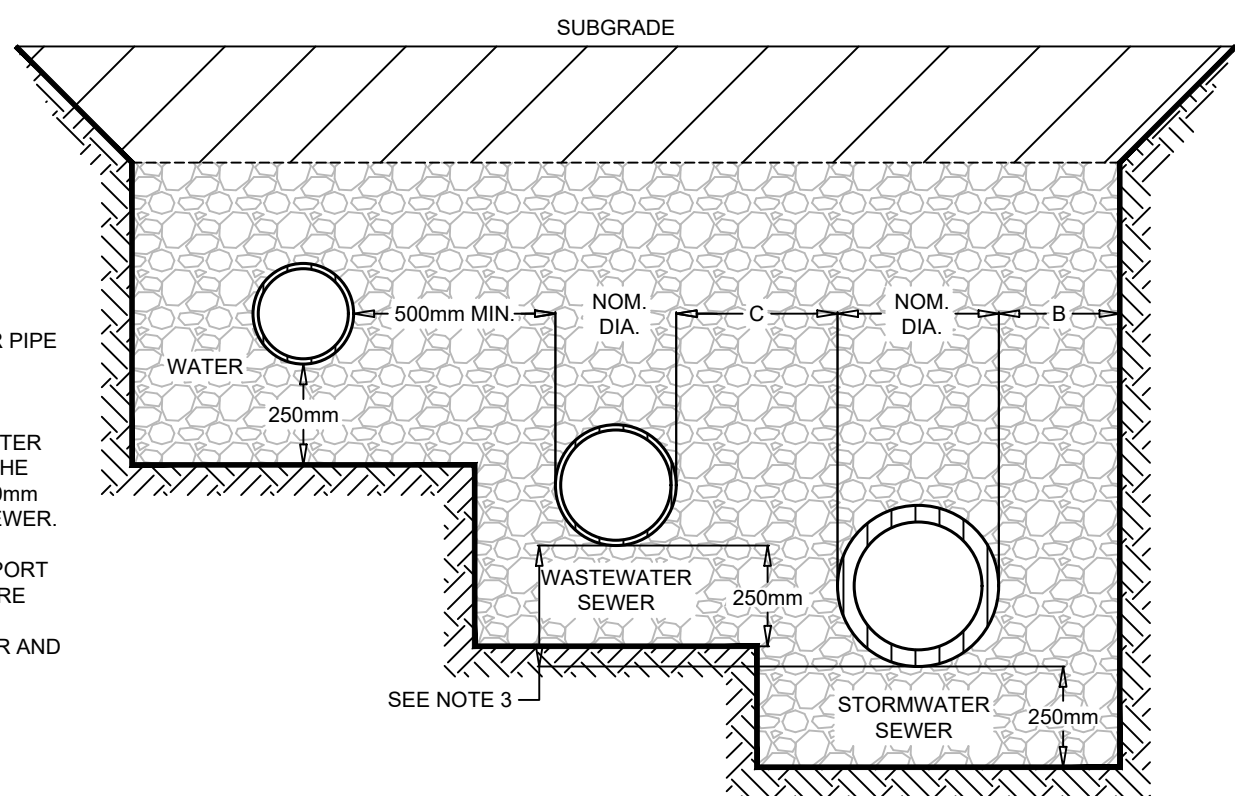 SUBGRADE
R PIPE
TER
HE
0mm
EWER.
PORT
RE
R AND
500mm MIN.
NOM.
DIA.
C
NOM.
DIA.
B
WATER
250mm
WASTEWATER
SEWER
250mm
SEE NOTE 3
STORMWATER
SEWER
250mm